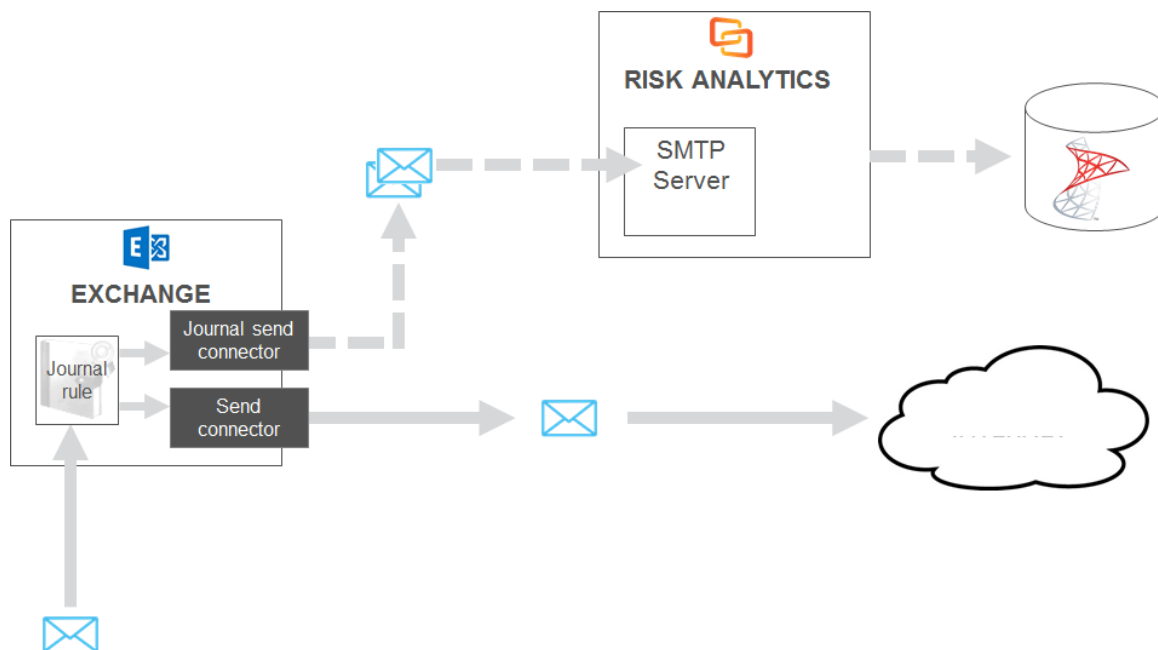 RISK ANALYTICS
SMTP
Server
EXCHANGE
Journal send
connector
Journal
rule
Send
connector